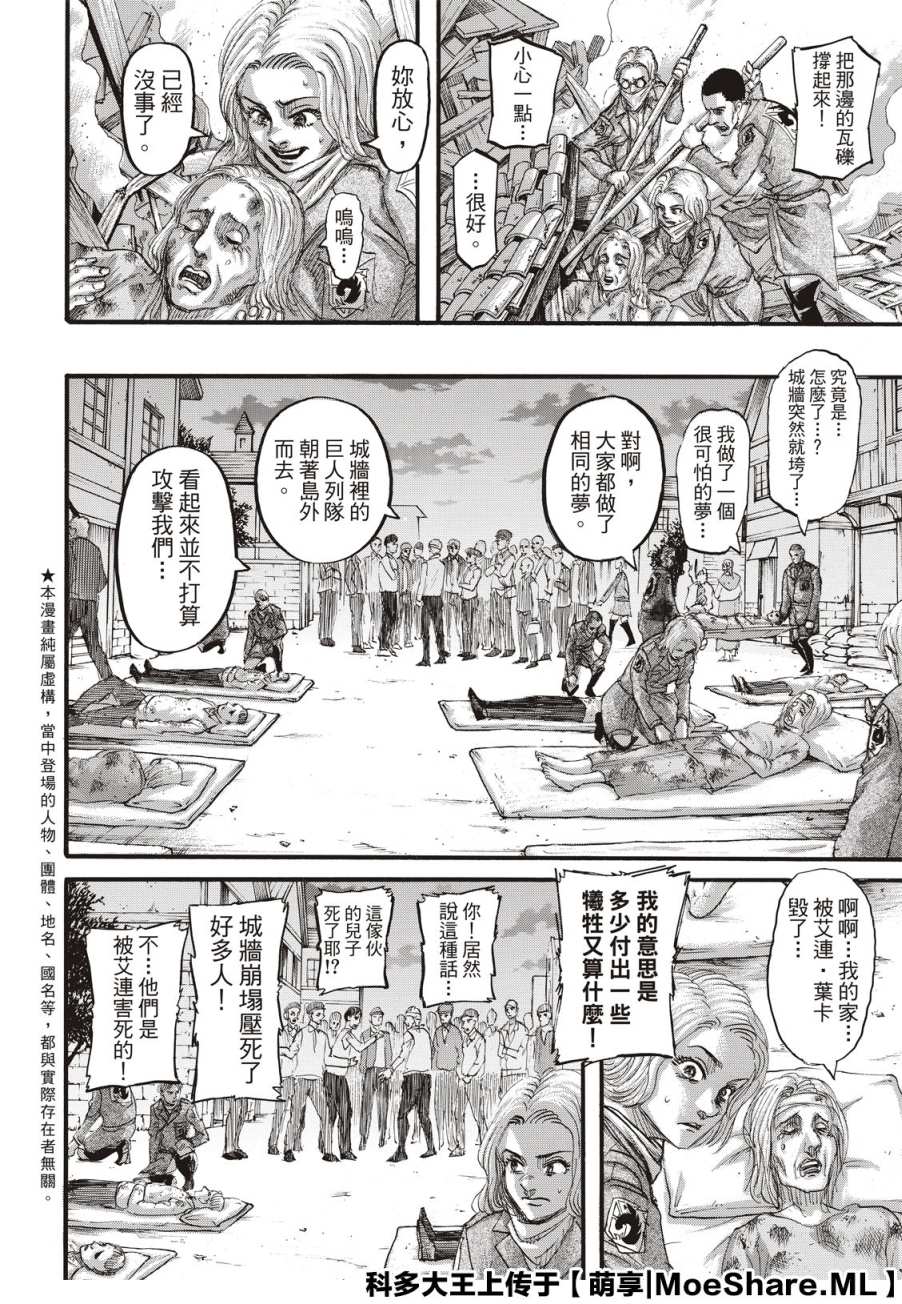 把那邊的瓦礫
撐起來！
小心一點…
…很好。
妳放心，
已經
沒事了。
嗚嗚…
究竟是…
怎麼了…？
城牆突然就垮了…
我做了一個
很可怕的夢…
對啊，
大家都做了
相同的夢。
城牆裡的
巨人列隊
朝著島外
而去。
看起來並不打算
攻擊我們…
啊啊…我的家…
被艾連．葉卡
毀了…
我的意思是
多少付出一些
犧牲又算什麼！
你！居然
說這種話…
這傢伙
的兒子
死了耶!?
城牆崩塌壓死了
好多人！
不…他們是
被艾連害死的！
★本漫畫純屬虛構，當中登場的人物、團體、地名、國名等，都與實際存在者無關。
科多大王上传于【萌享|MoeShare.ML】